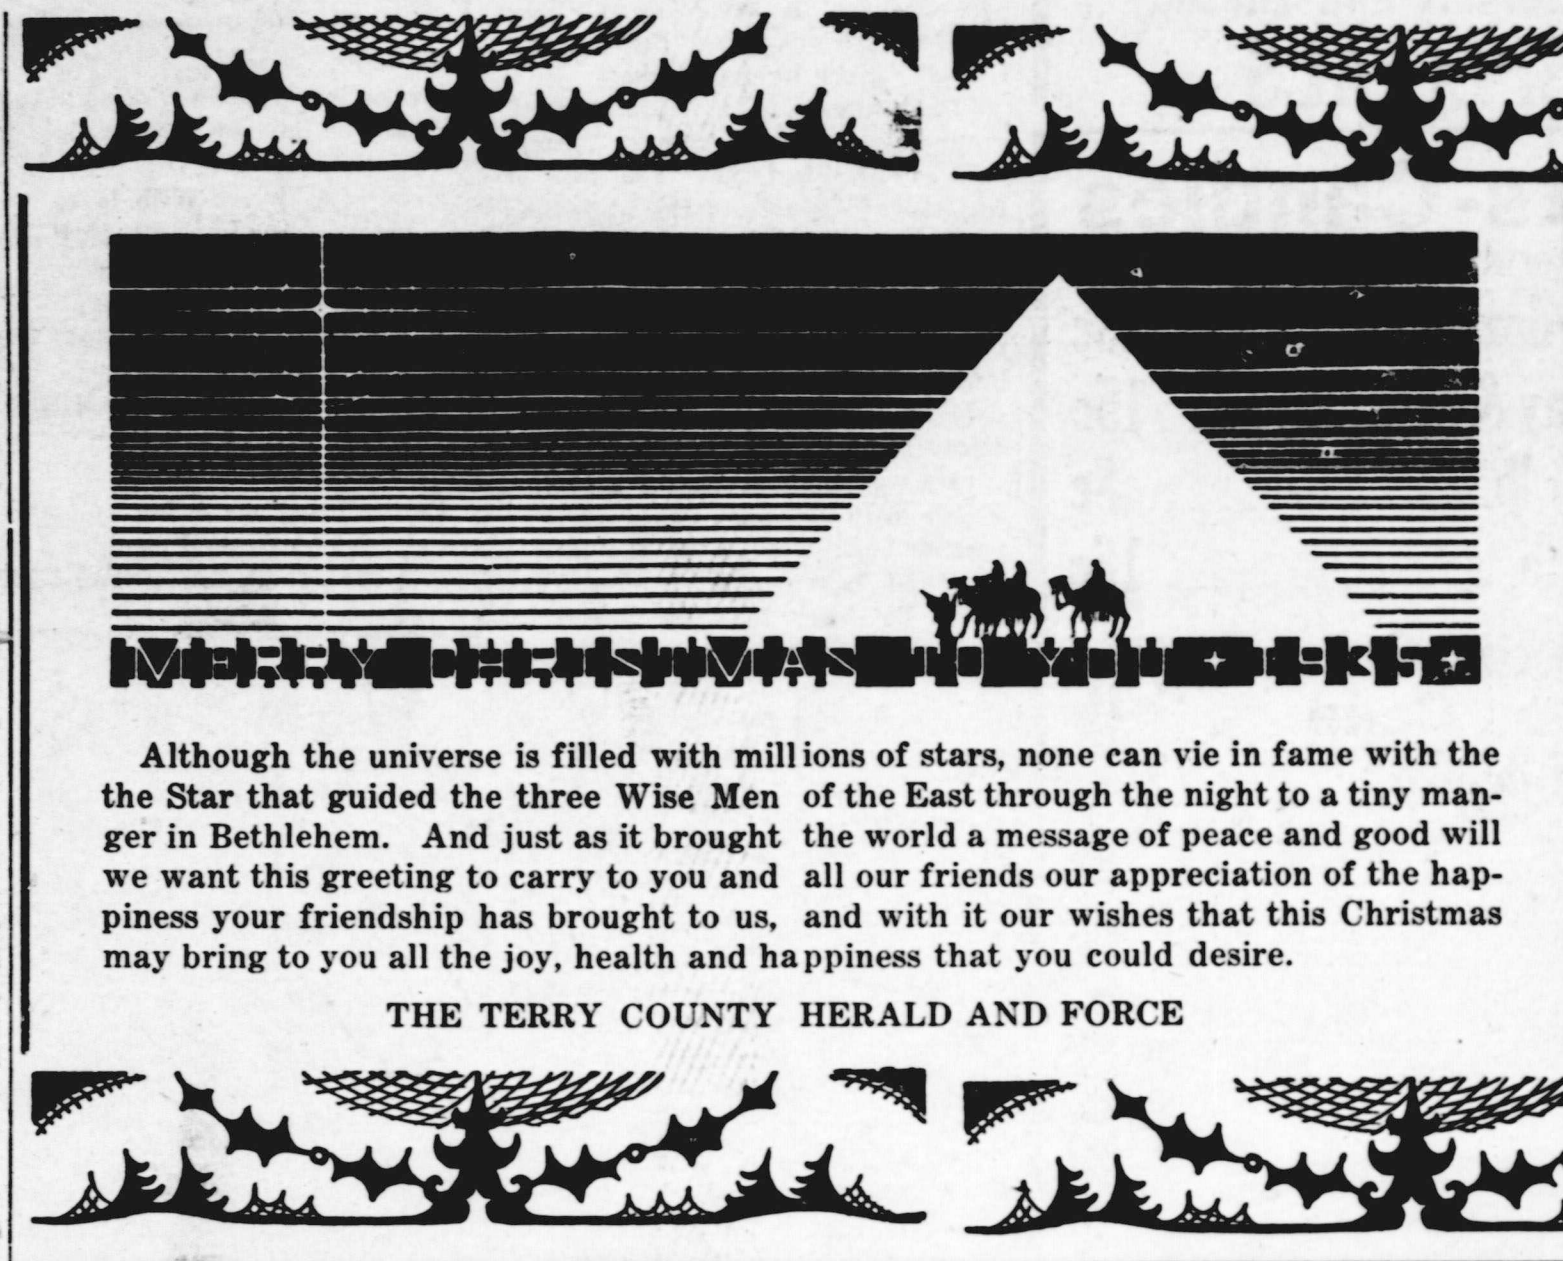 MERRY CHRISTMAS TO YOU
Although the universe is filled with millions of stars, none can vie in fame with the
the Star that guided the three Wise Men of the East through the night to a tiny man-
ger in Bethlehem. And just as it brought the world a message of peace and good will
we want this greeting to carry to you and all our friends our appreciation of the hap-
piness your friendship has brought to us, and with it our wishes that this Christmas
may bring to you all the joy, health and happiness that you could desire.
THE TERRY COUNTY HERALD AND FORCE